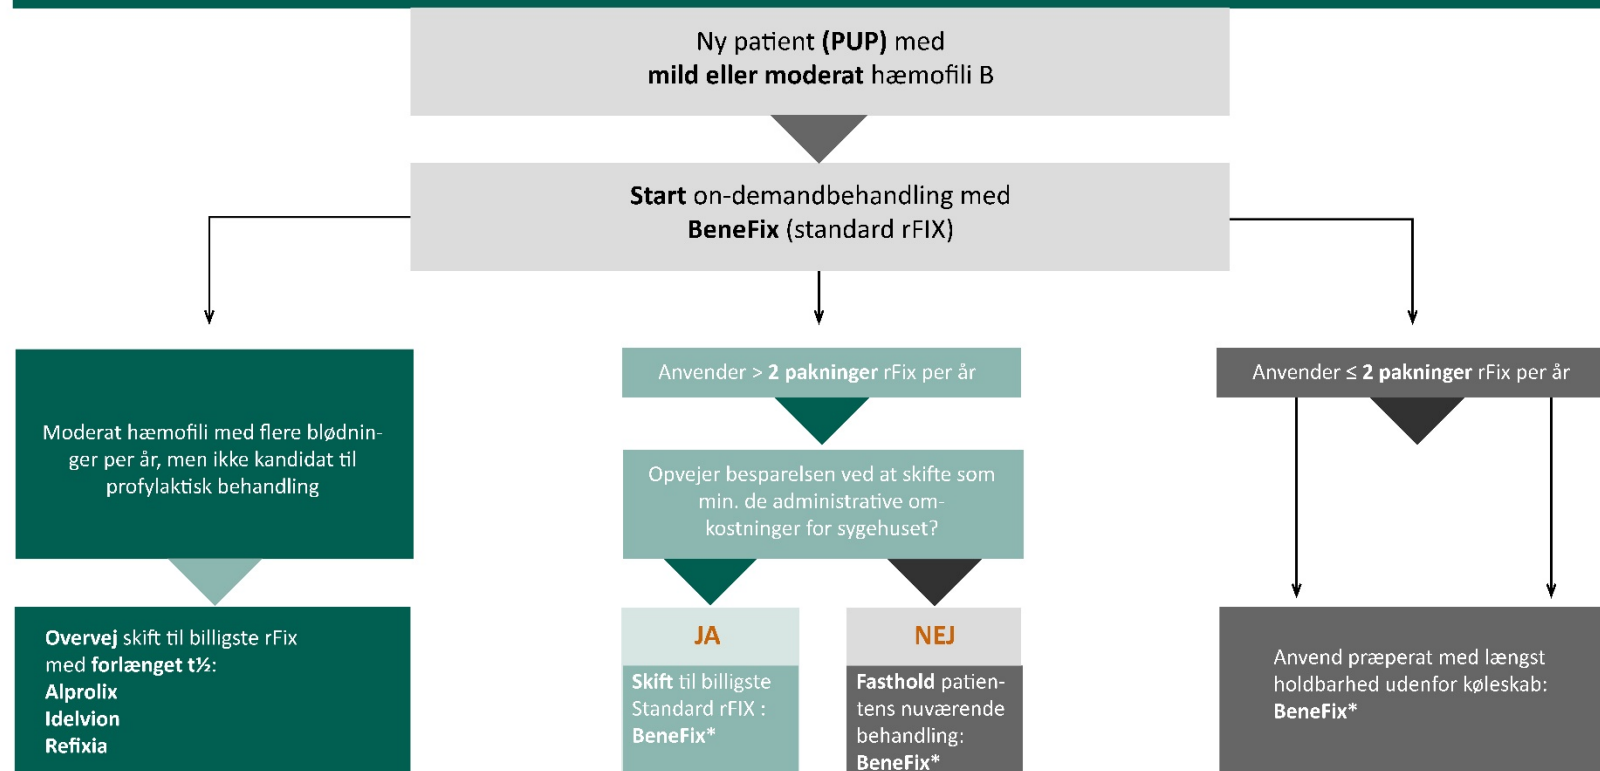 Ny patient (PUP) med
mild eller moderat hæmofili B
Start on-demandbehandling med
BeneFix (standard rFIX)
Moderat hæmofili med flere blødnin-
ger per år, men ikke kandidat til
profylaktisk behandling
Overvej skift til billigste rFix
med forlænget t½:
Alprolix
Idelvion
Refixia
Anvender > 2 pakninger rFix per år
Opvejer besparelsen ved at skifte som
min. de administrative om-
kostninger for sygehuset?
JA
Skift til billigste
Standard rFIX :
BeneFix*
NEJ
Fasthold patien-
tens nuværende
behandling:
BeneFix*
Anvender ≤ 2 pakninger rFix per år
Anvend præperat med længst
holdbarhed udenfor køleskab:
BeneFix*